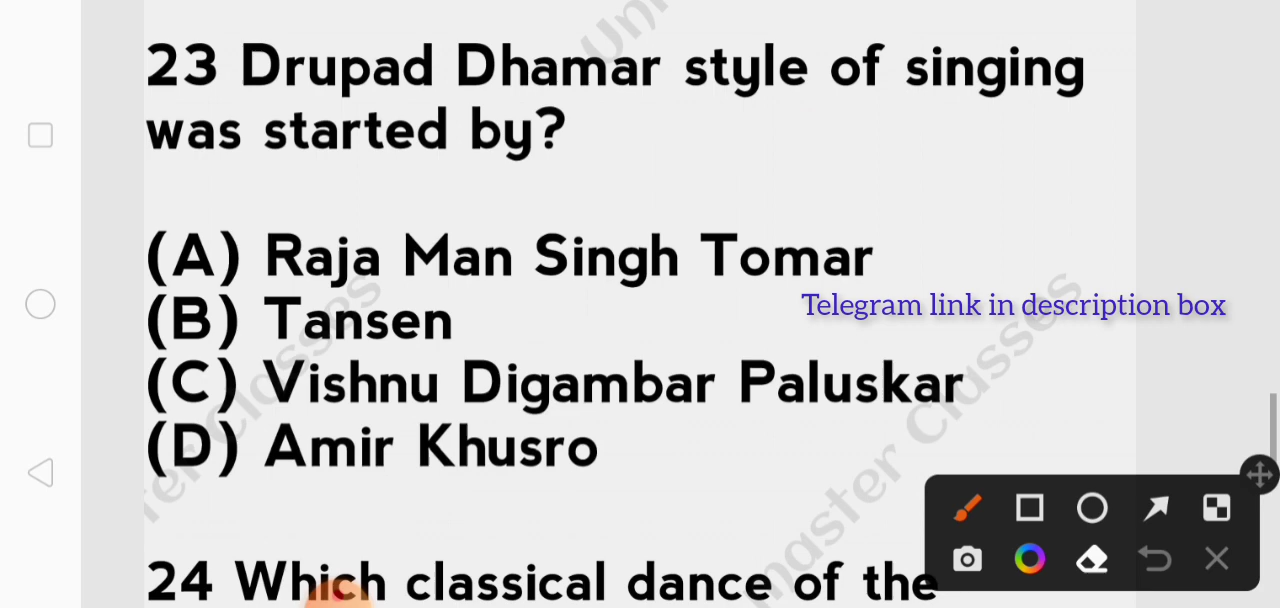 23 Drupad Dhamar style of singing
was started by?
(A) Raja Man Singh Tomar
(B) Tansen
Telegram link in description box
(C) Vishnu Digambar Paluskar
(D) Amir Khusro
24 Which classical dance of the